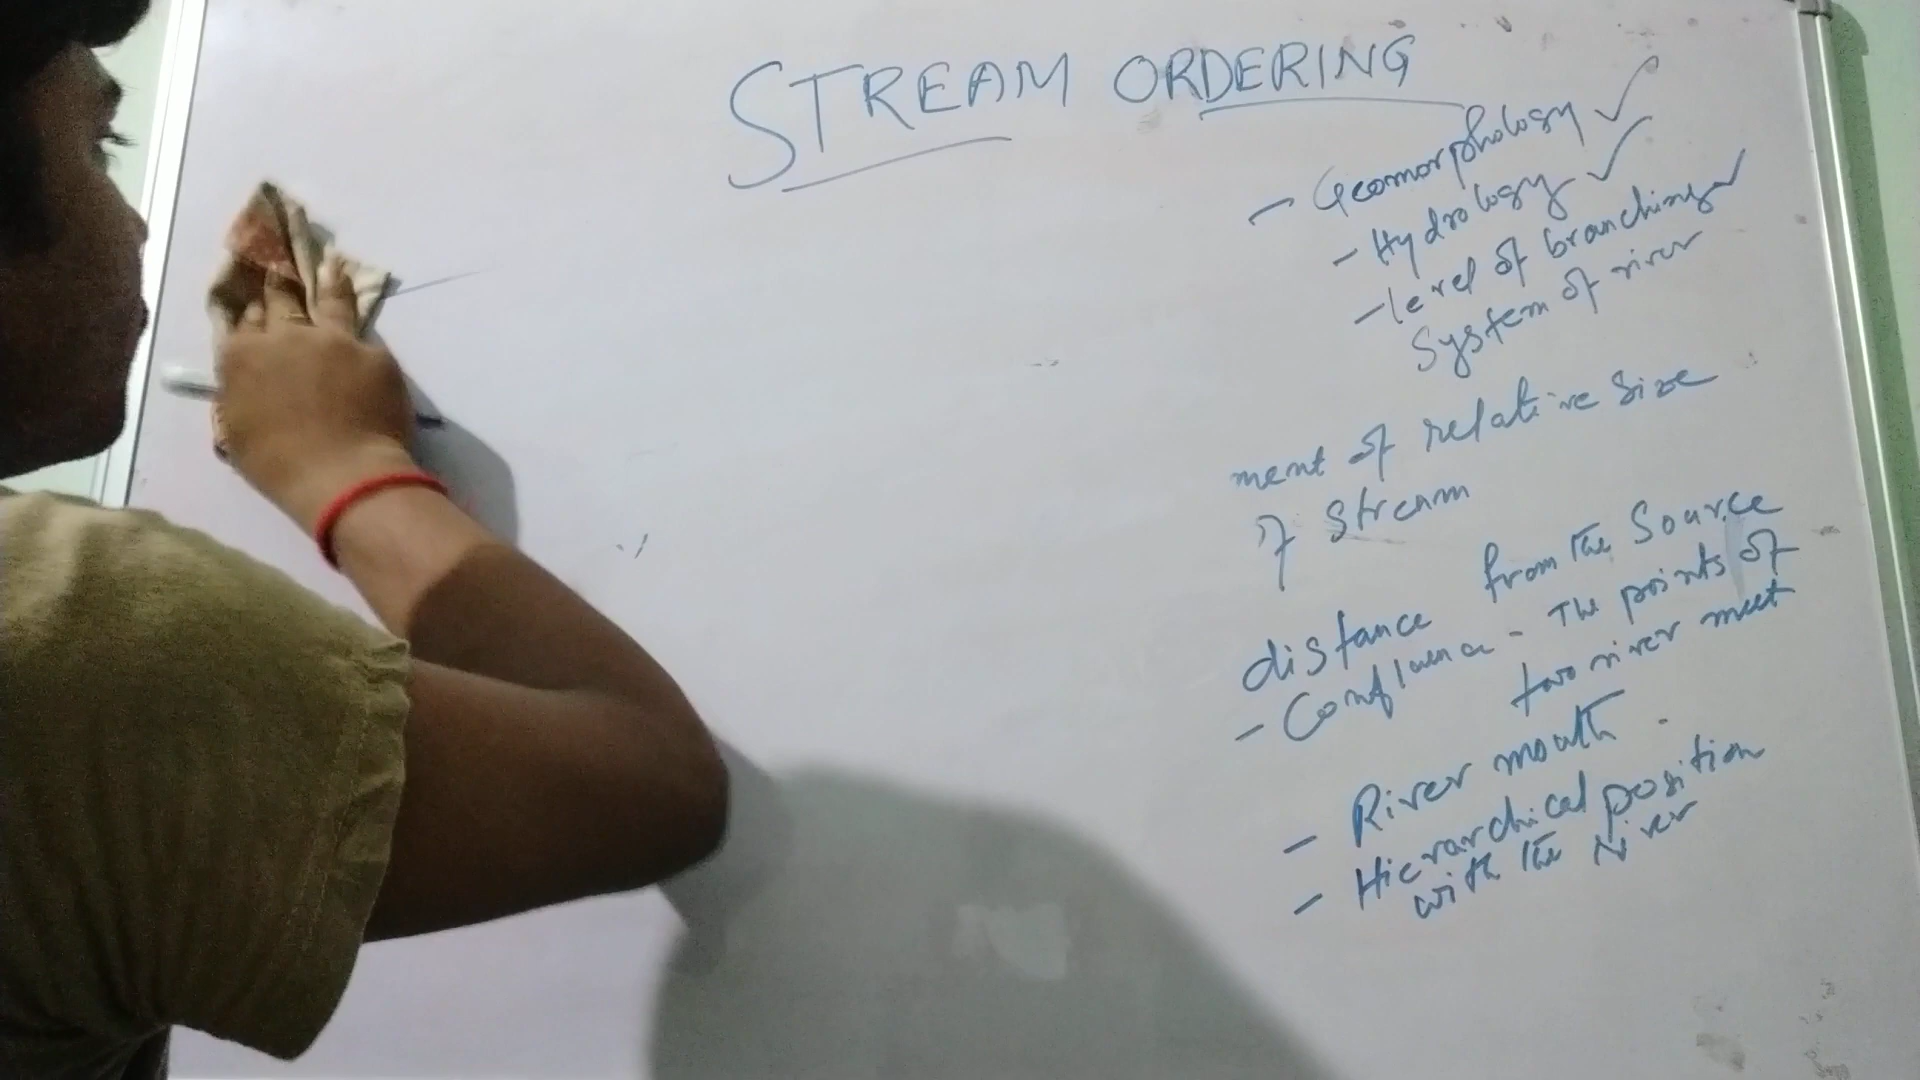 STREAM ORDERING
- Geomorphology ✓
- Hydrology ✓
- level of branching ✓
System of river
ment of relative Size
of Stream
distance from the Source
- Confluence - The points of
two river meet
- River mouth
- Hierarchical position
with the river